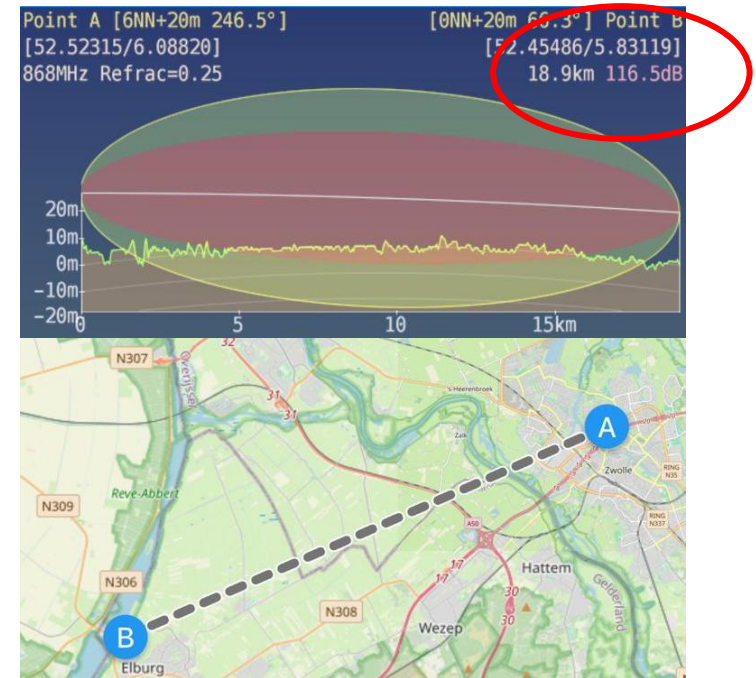 Point A [6NN+20m 246.5°] [0NN+20m 66.3°] Point B
[52.52315/6.08820] [52.45486/5.83119]
868MHz Refrac=0.25 18.9km 116.5dB
20m
10m
0m
-10m
-20m
0 5 10 15km
N307
32
Overijssel
31
31
's-Heerenbroek
Zalk
A
Zwolle
RING
N35
Reve-Abbert
N309
A50
RING
N337
N306
17
17
Hattem
30
30
Gelderland
N308
Wezep
B
Elburg